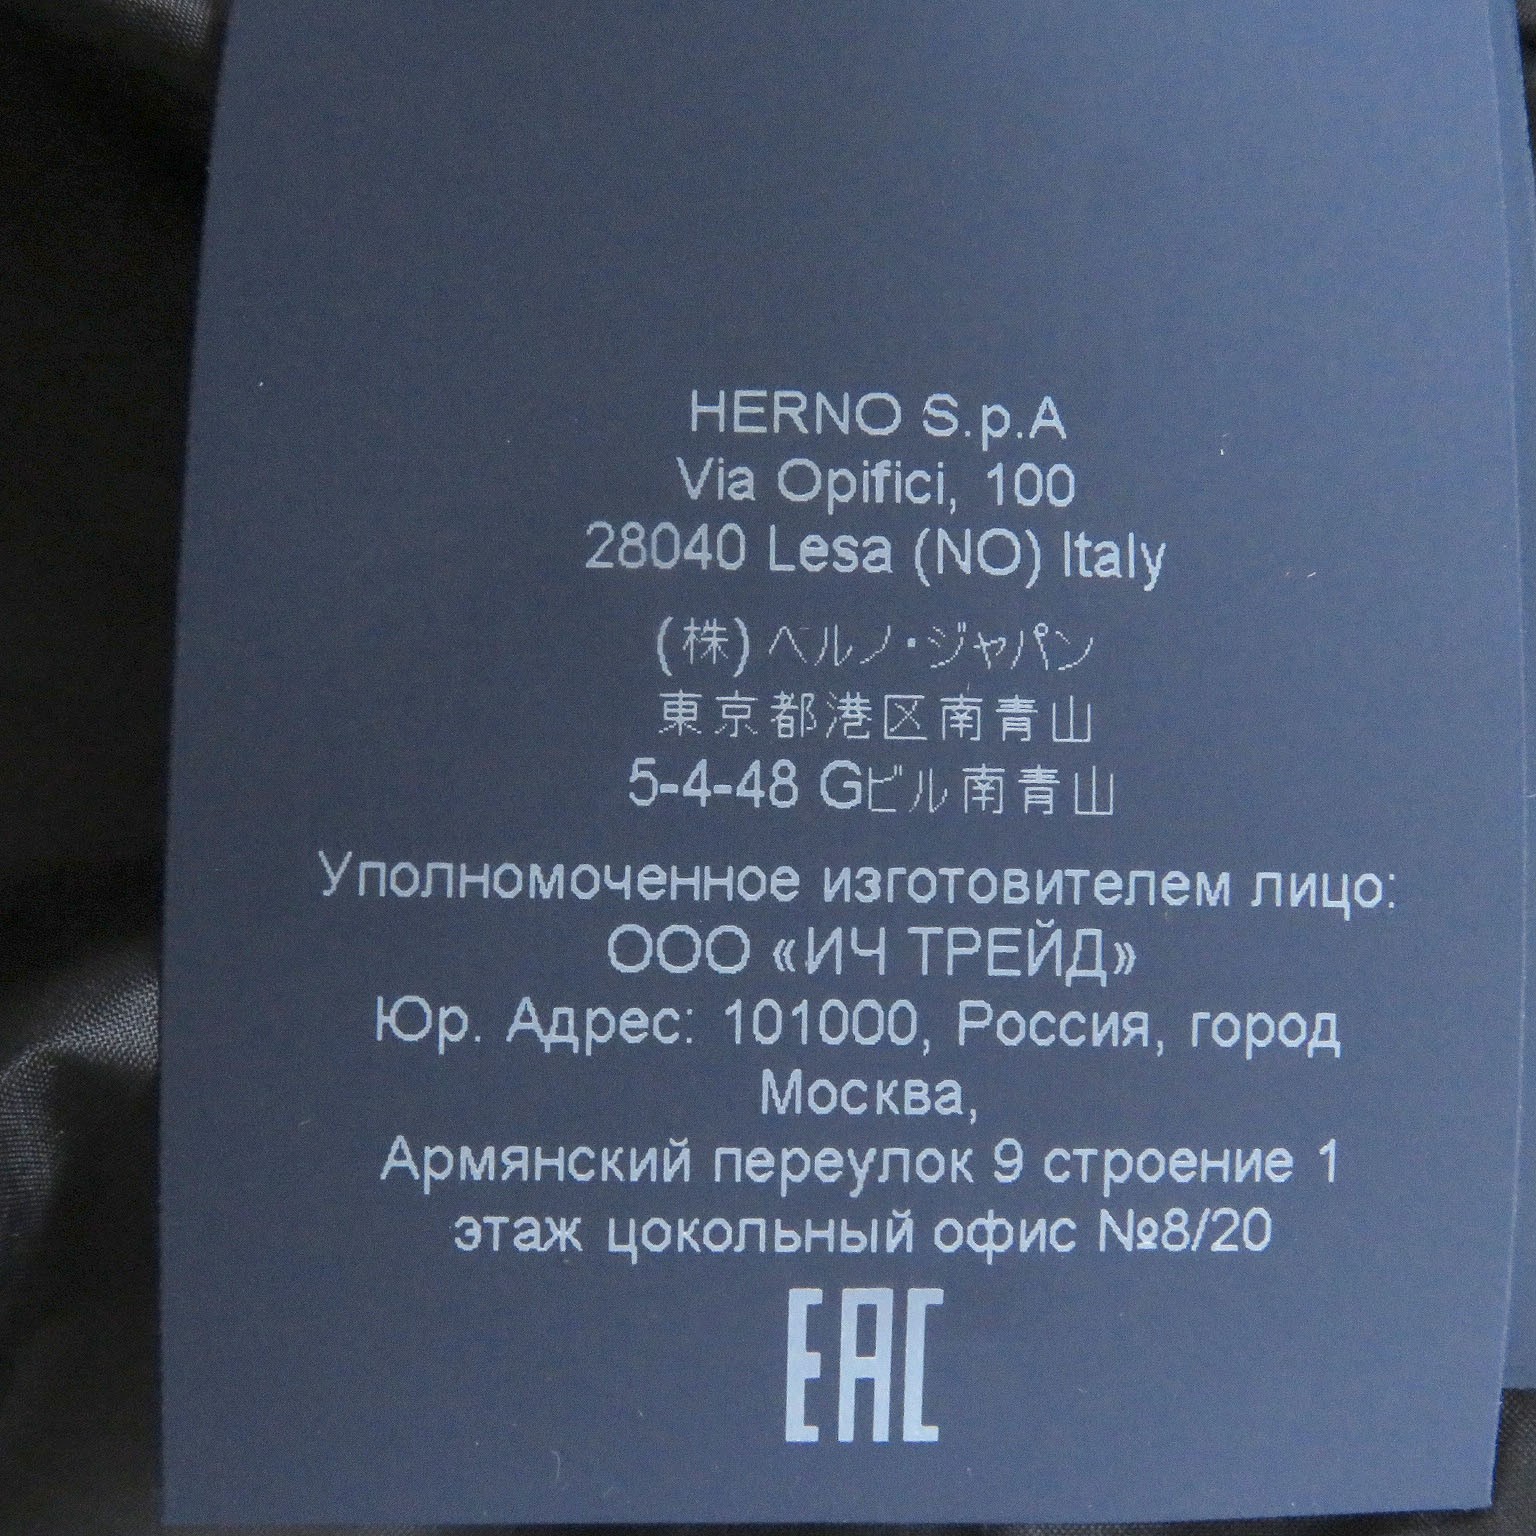 HERNO S.p.A
Via Opifici, 100
28040 Lesa (NO) Italy
(株) ヘルノ・ジャパン
東京都港区南青山
5-4-48 Gビル南青山
Уполномоченное изготовителем лицо:
ООО «ИЧ ТРЕЙД»
Юр. Адрес: 101000, Россия, город
Москва,
Армянский переулок 9 строение 1
этаж цокольный офис №8/20
EAC